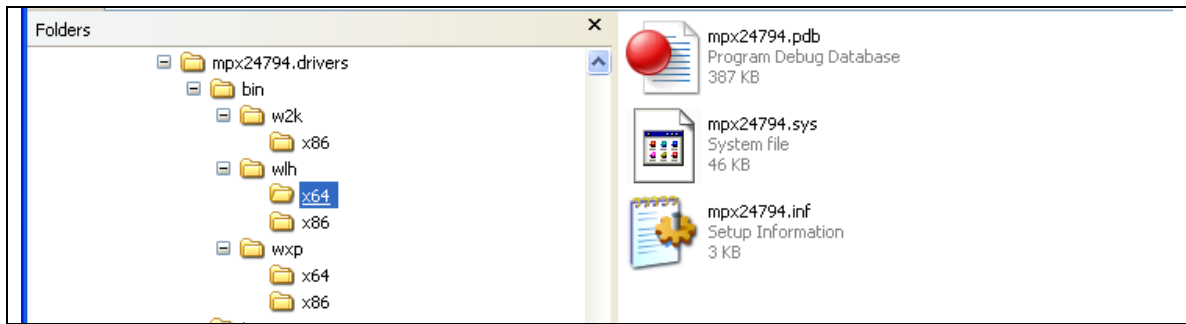 Folders
mpx24794.drivers
bin
w2k
x86
wlh
x64
x86
wxp
x64
x86
mpx24794.pdb
Program Debug Database
387 KB
mpx24794.sys
System file
46 KB
mpx24794.inf
Setup Information
3 KB